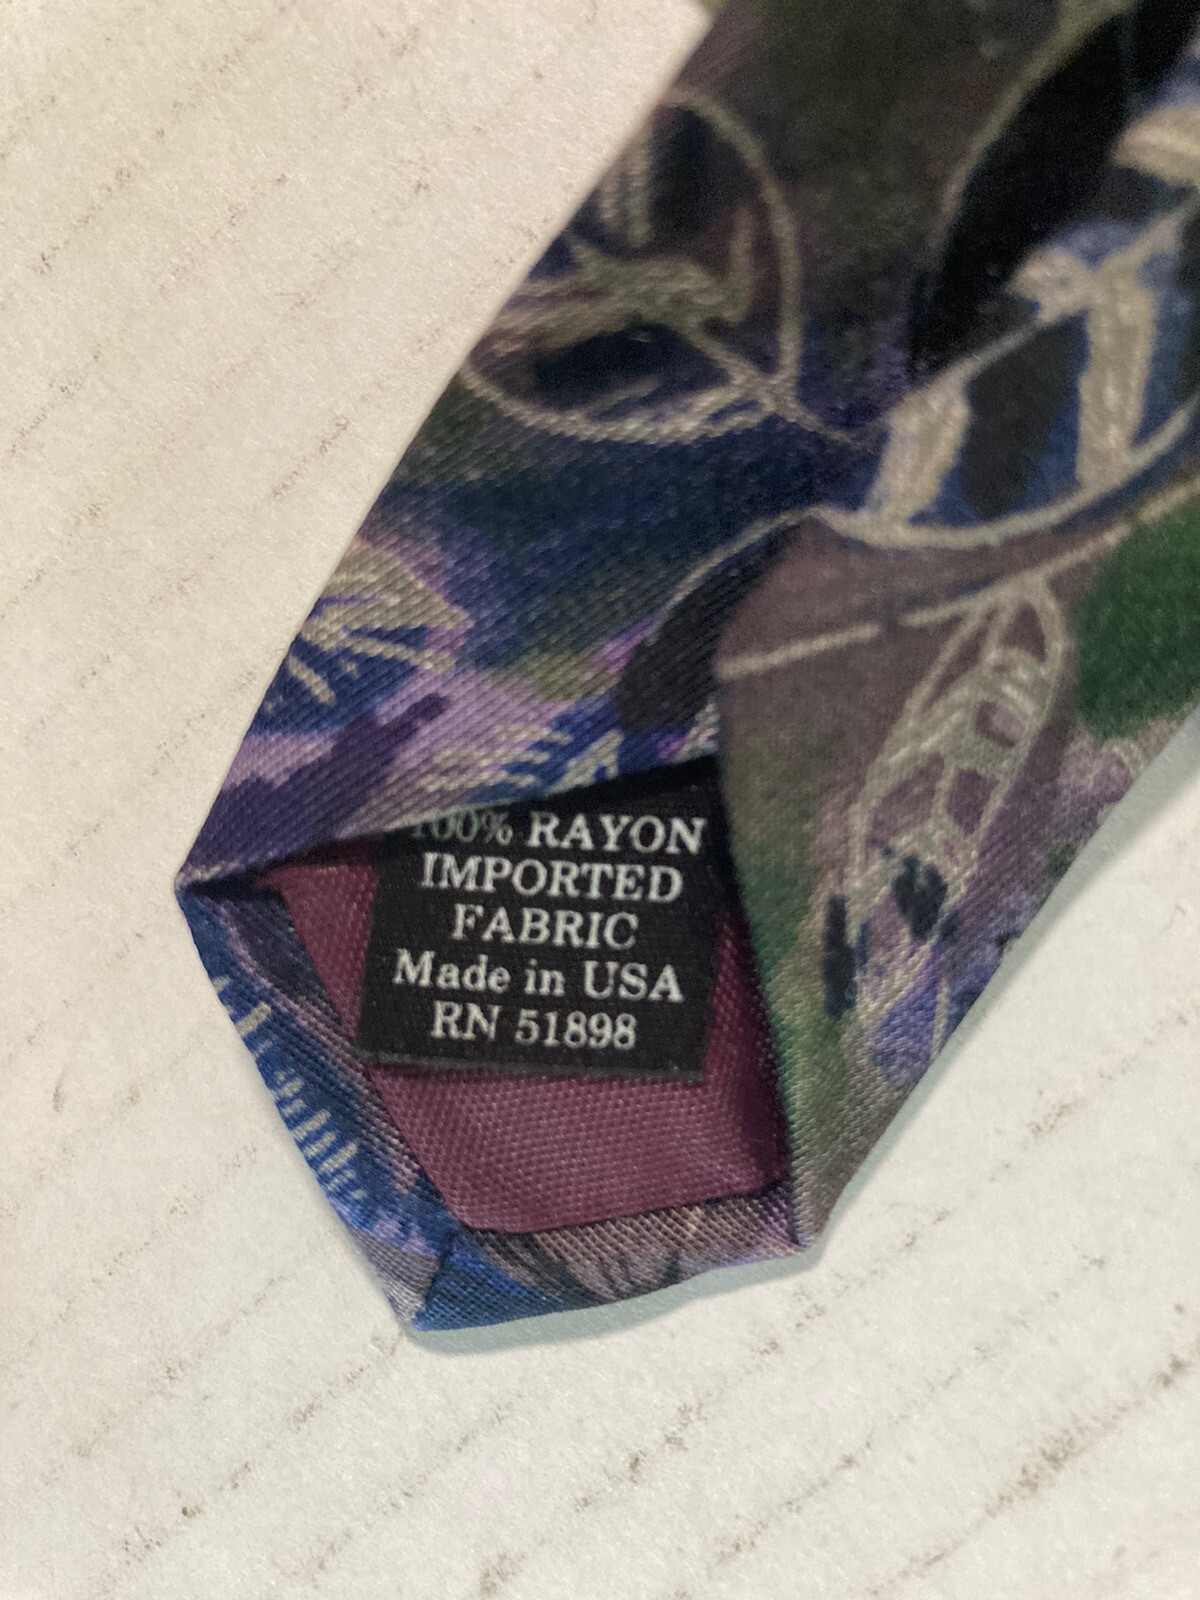 100% RAYON
IMPORTED
FABRIC
Made in USA
RN 51898